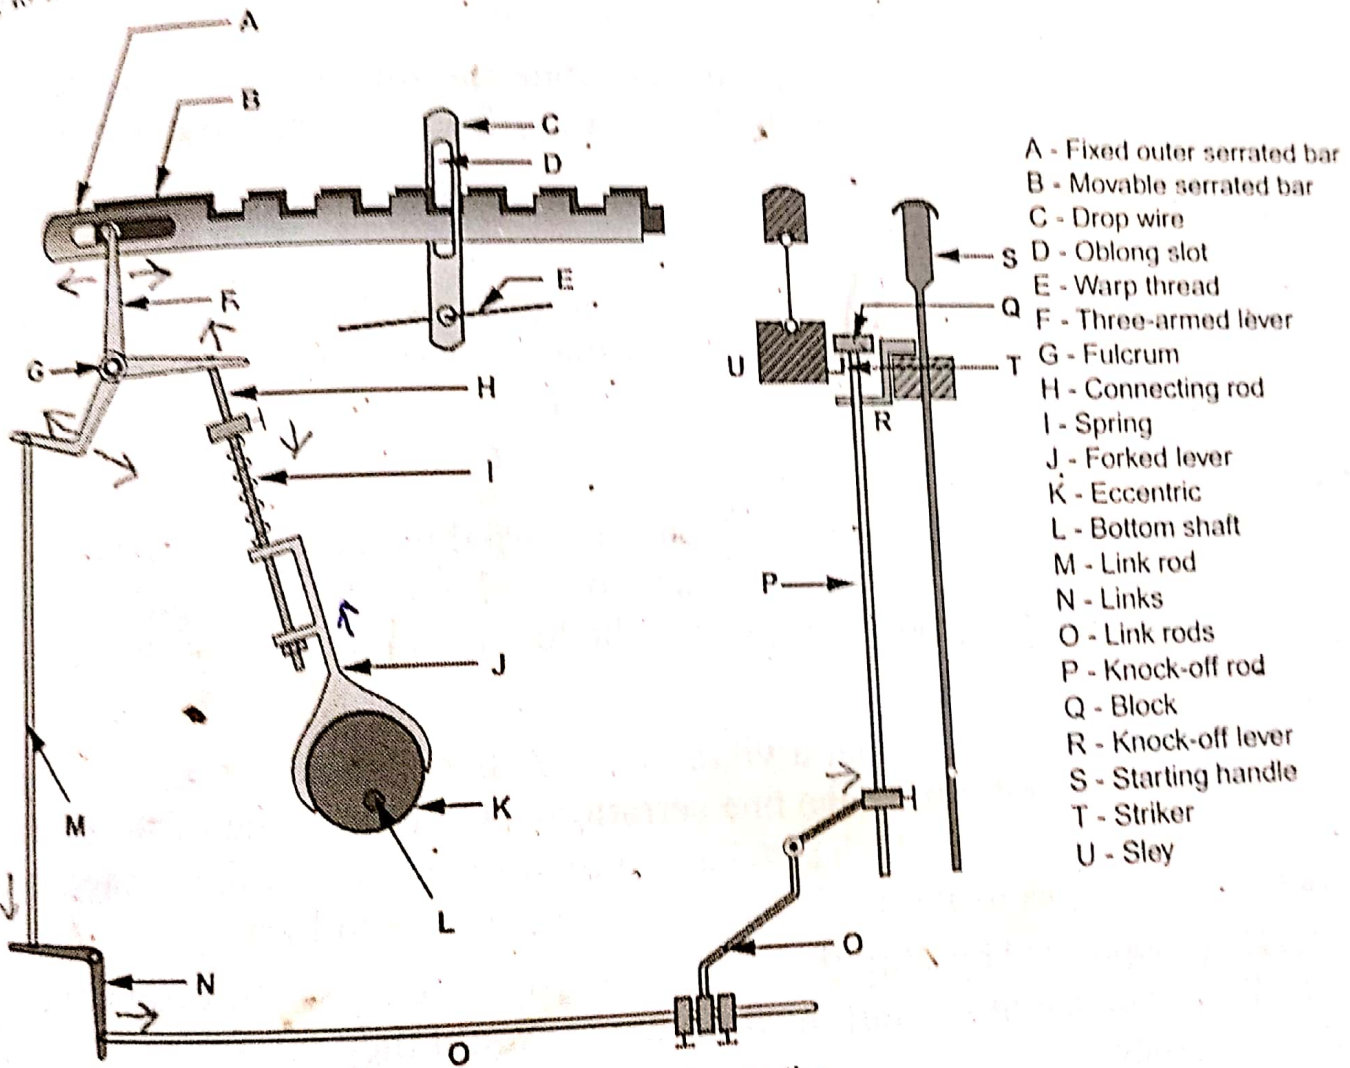 A
B
C
D
E
F
G
H
I
J
K
L
M
N
O
O
P
Q
R
S
T
U
A - Fixed outer serrated bar
B - Movable serrated bar
C - Drop wire
D - Oblong slot
E - Warp thread
F - Three-armed lever
G - Fulcrum
H - Connecting rod
I - Spring
J - Forked lever
K - Eccentric
L - Bottom shaft
M - Link rod
N - Links
O - Link rods
P - Knock-off rod
Q - Block
R - Knock-off lever
S - Starting handle
T - Striker
U - Sley